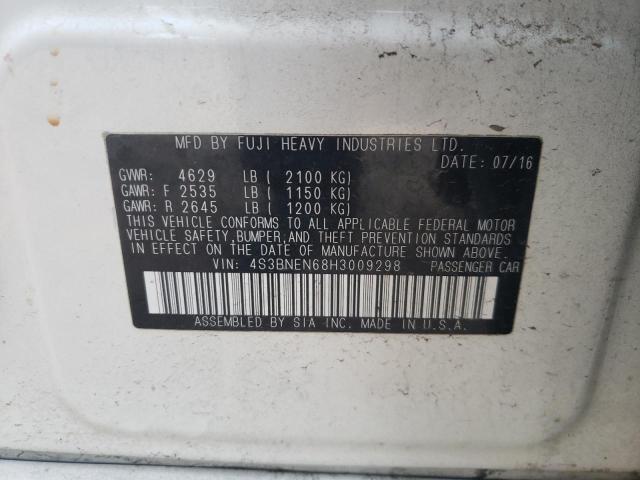 MFD BY FUJI HEAVY INDUSTRIES LTD.
DATE: 07/16
GVWR: 4629 LB ( 2100 KG)
GAWR: F 2535 LB ( 1150 KG)
GAWR: R 2645 LB ( 1200 KG)
THIS VEHICLE CONFORMS TO ALL APPLICABLE FEDERAL MOTOR
VEHICLE SAFETY, BUMPER, AND THEFT PREVENTION STANDARDS
IN EFFECT ON THE DATE OF MANUFACTURE SHOWN ABOVE.
VIN: 4S3BNEN68H3009298 PASSENGER CAR
ASSEMBLED BY SIA INC. MADE IN U.S.A.